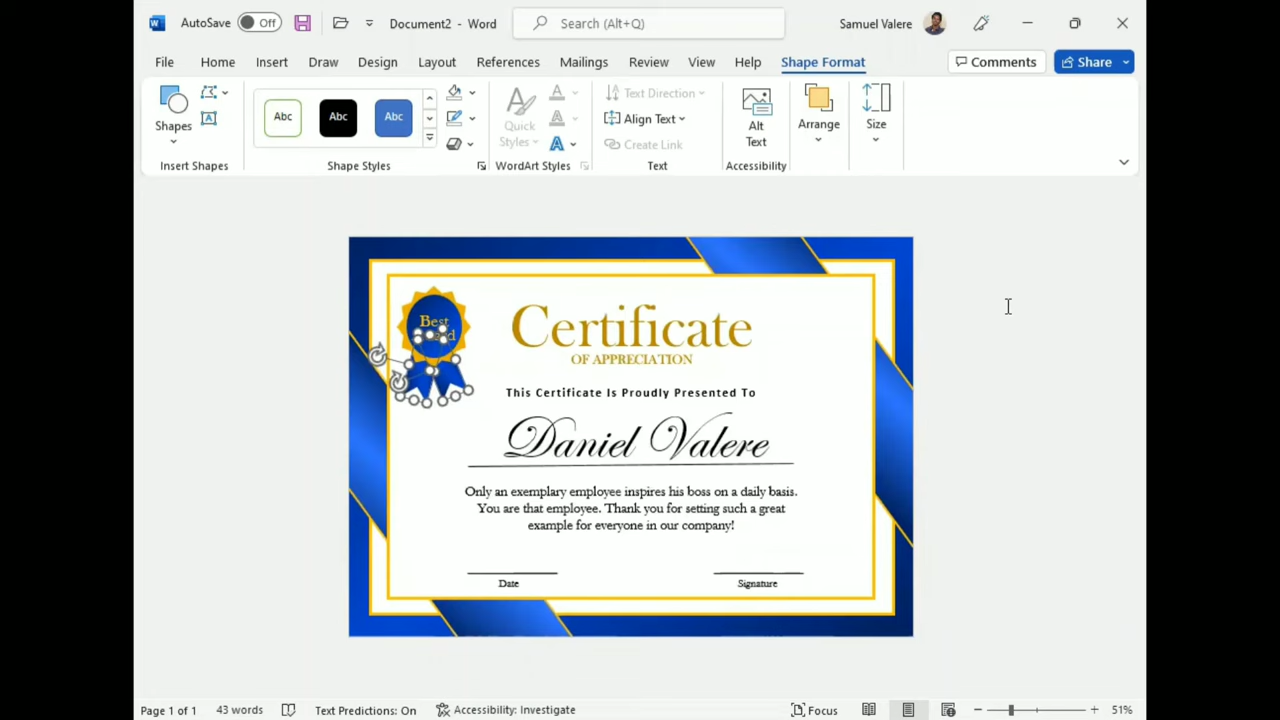 AutoSave Off Document2 - Word Search (Alt+Q) Samuel Valere
File Home Insert Draw Design Layout References Mailings Review View Help Shape Format Comments Share
Shapes
Insert Shapes
Abc Abc Abc
Shape Styles
Quick Styles
WordArt Styles
Text Direction
Align Text
Create Link
Text
Alt Text
Accessibility
Arrange
Size
Best
Certificate
OF APPRECIATION
This Certificate Is Proudly Presented To
Daniel Valere
Only an exemplary employee inspires his boss on a daily basis.
You are that employee. Thank you for setting such a great
example for everyone in our company!
Date Signature
Page 1 of 1 43 words Text Predictions: On Accessibility: Investigate Focus 51%